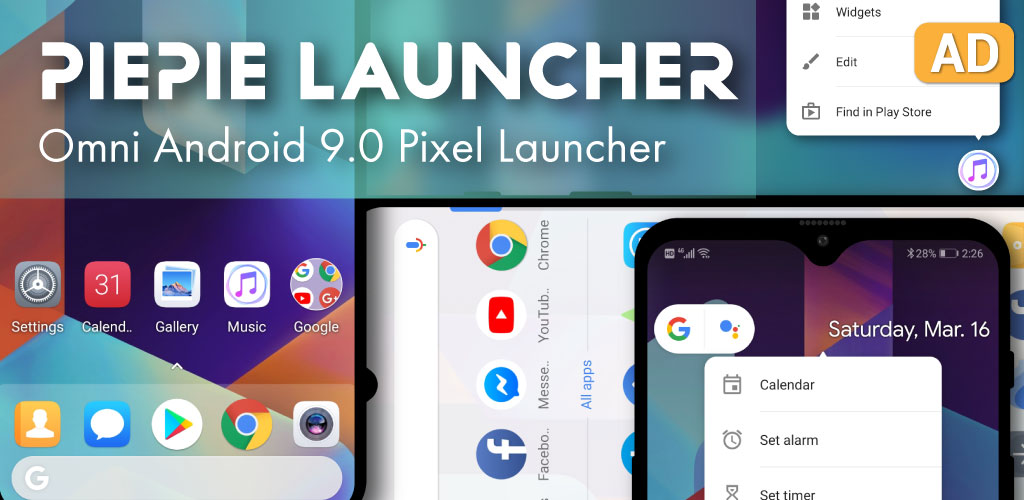 PIEPIE LAUNCHER
Omni Android 9.0 Pixel Launcher
Widgets
Edit
Find in Play Store
AD
31
Settings
Calend..
Gallery
Music
Google
G
Chrome
YouTub..
Messe..
Facebo..
All apps
HD
4G
28%
2:26
G
Saturday, Mar. 16
Calendar
Set alarm
Set timer